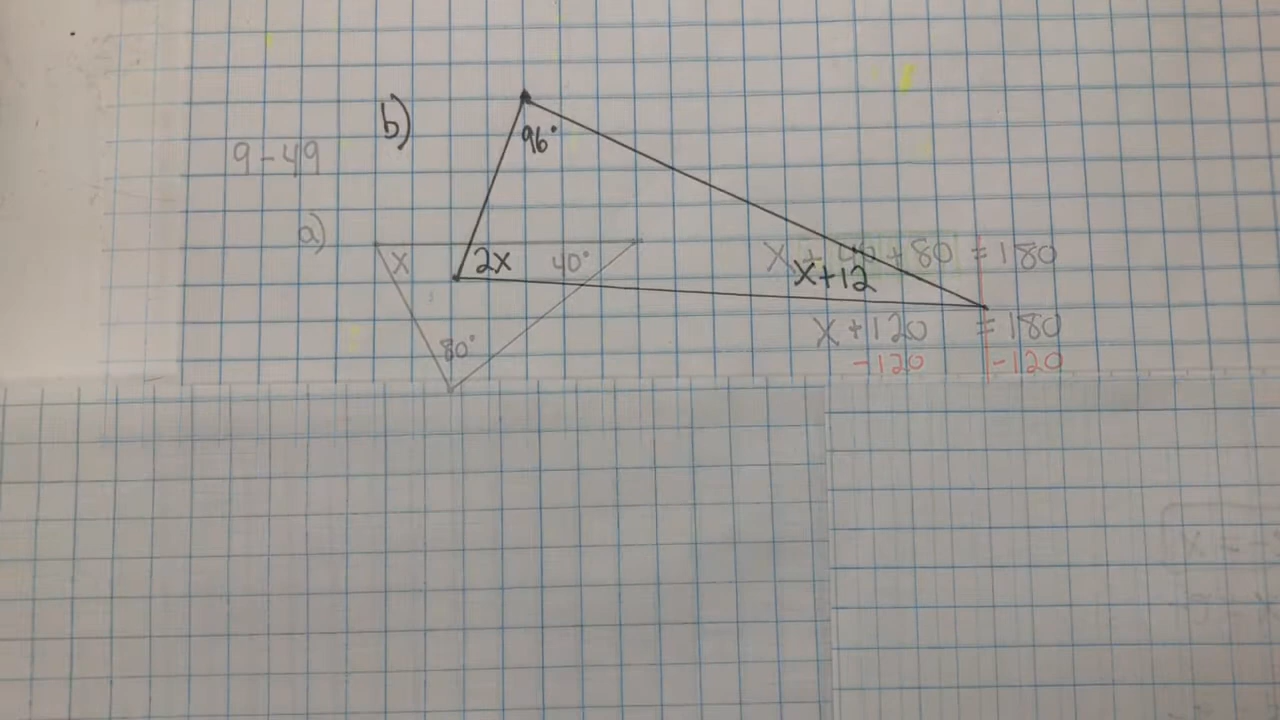 b)
96°
9-49
a)
x
2x
40°
x + 40 + 80 = 180
x+12
x + 120 = 180
80°
-120
-120